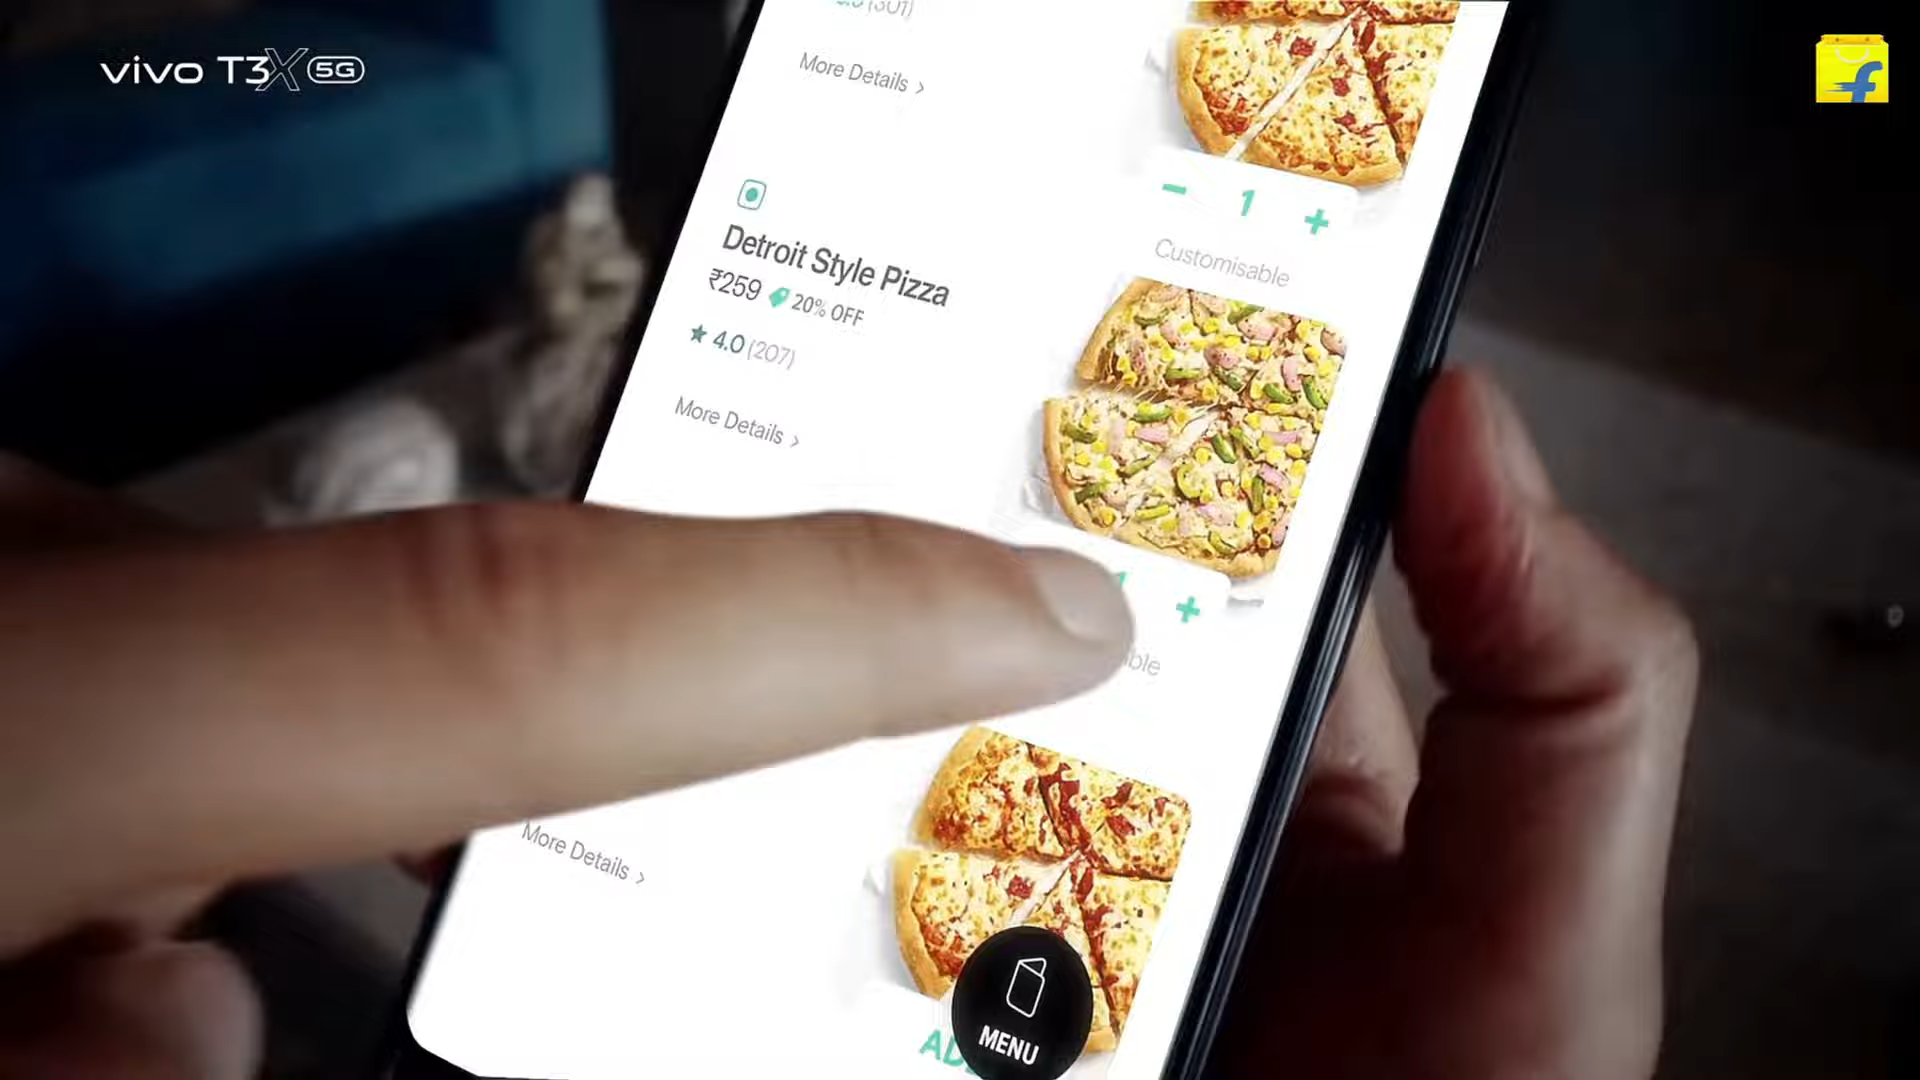 vivo T3X 5G
(301)
More Details >
1
Customisable
Detroit Style Pizza
₹259 20% OFF
4.0 (207)
More Details >
More Details >
MENU